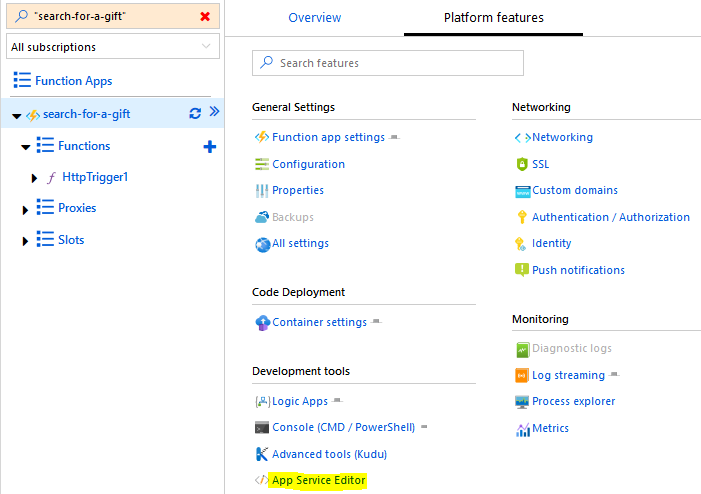 "search-for-a-gift"
All subscriptions
Function Apps
search-for-a-gift
Functions
HttpTrigger1
Proxies
Slots
Overview
Platform features
Search features
General Settings
Function app settings
Configuration
Properties
Backups
All settings
Code Deployment
Container settings
Development tools
Logic Apps
Console (CMD / PowerShell)
Advanced tools (Kudu)
App Service Editor
Networking
Networking
SSL
Custom domains
Authentication / Authorization
Identity
Push notifications
Monitoring
Diagnostic logs
Log streaming
Process explorer
Metrics